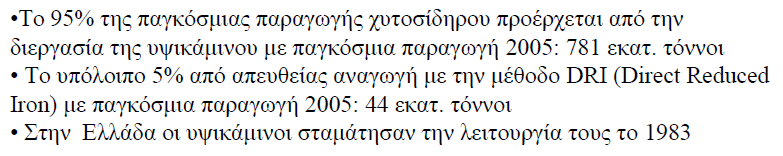 •Το 95% της παγκόσμιας παραγωγής χυτοσίδηρου προέρχεται από την
διεργασία της υψικάμινου με παγκόσμια παραγωγή 2005: 781 εκατ. τόννοι
• Το υπόλοιπο 5% από απευθείας αναγωγή με την μέθοδο DRI (Direct Reduced
Iron) με παγκόσμια παραγωγή 2005: 44 εκατ. τόννοι
• Στην Ελλάδα οι υψικάμινοι σταμάτησαν την λειτουργία τους το 1983